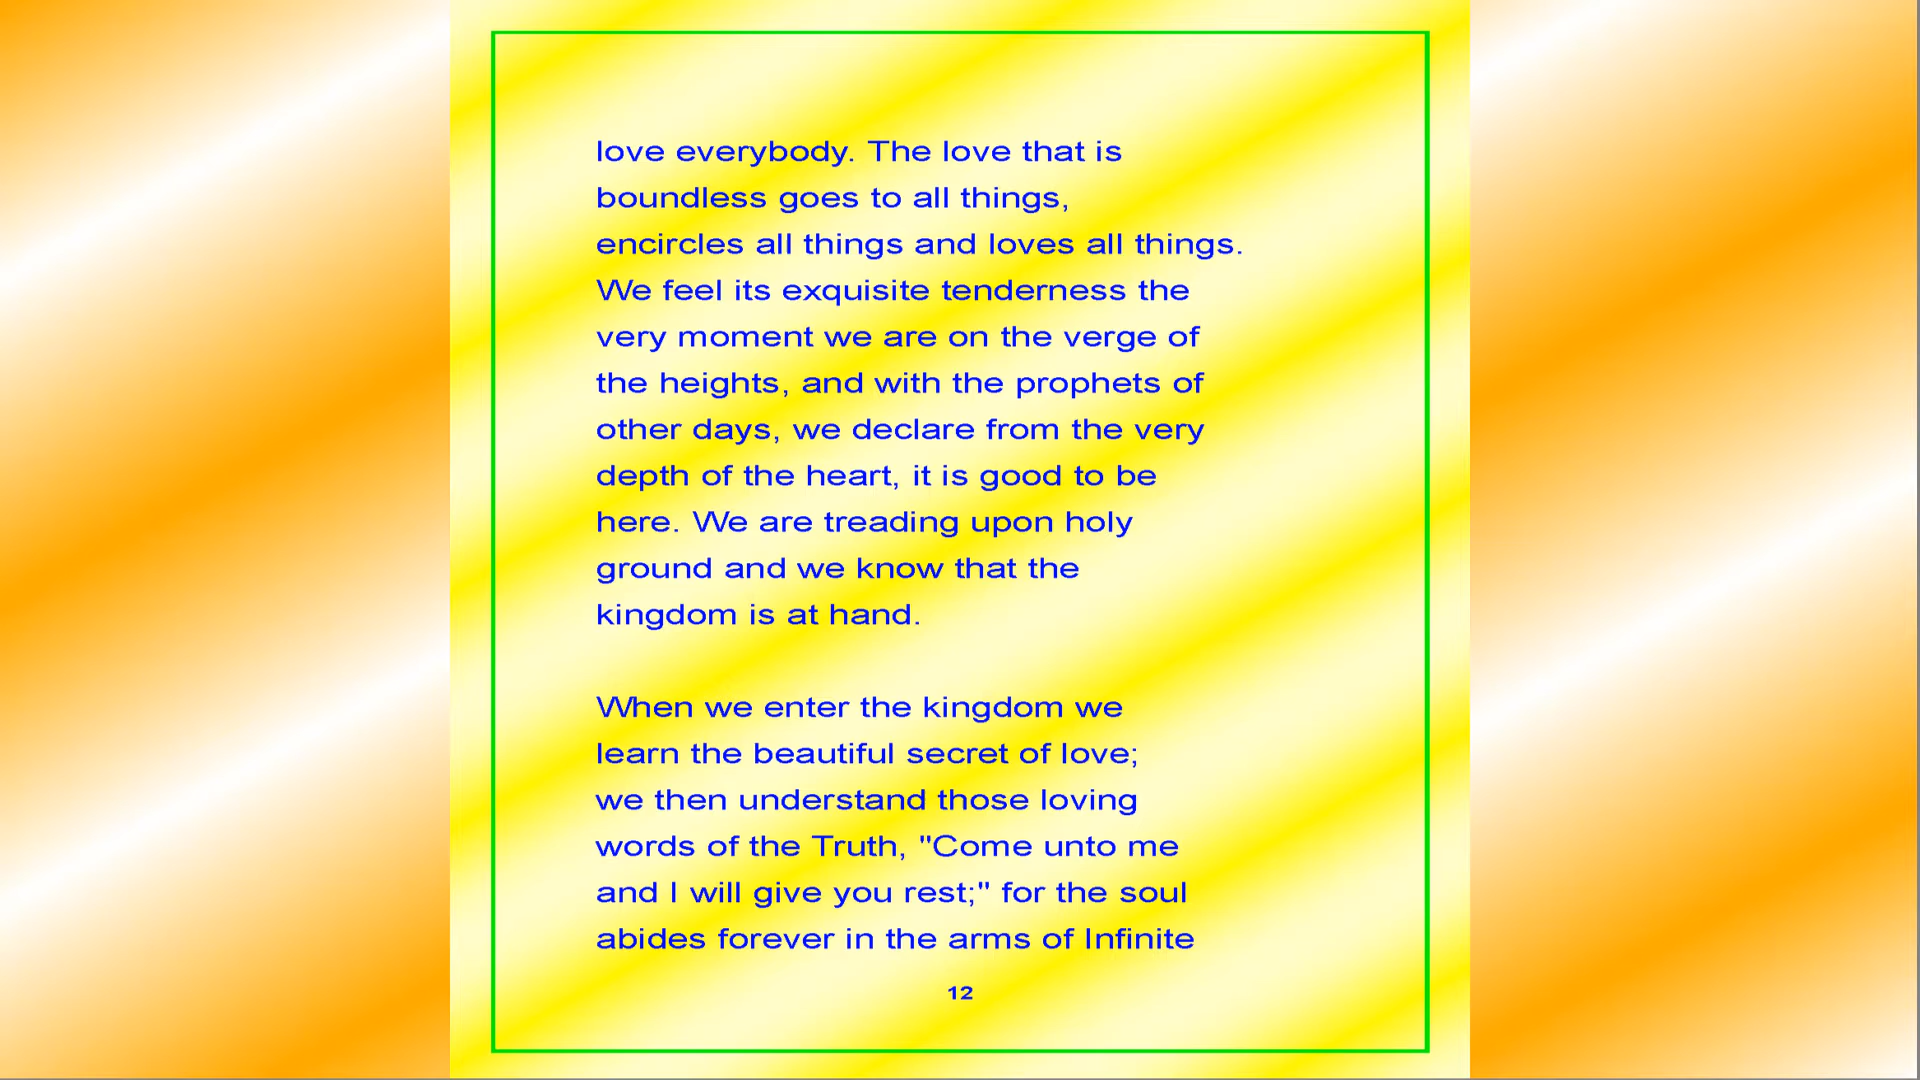 love everybody. The love that is
boundless goes to all things,
encircles all things and loves all things.
We feel its exquisite tenderness the
very moment we are on the verge of
the heights, and with the prophets of
other days, we declare from the very
depth of the heart, it is good to be
here. We are treading upon holy
ground and we know that the
kingdom is at hand.
When we enter the kingdom we
learn the beautiful secret of love;
we then understand those loving
words of the Truth, "Come unto me
and I will give you rest;" for the soul
abides forever in the arms of Infinite
12